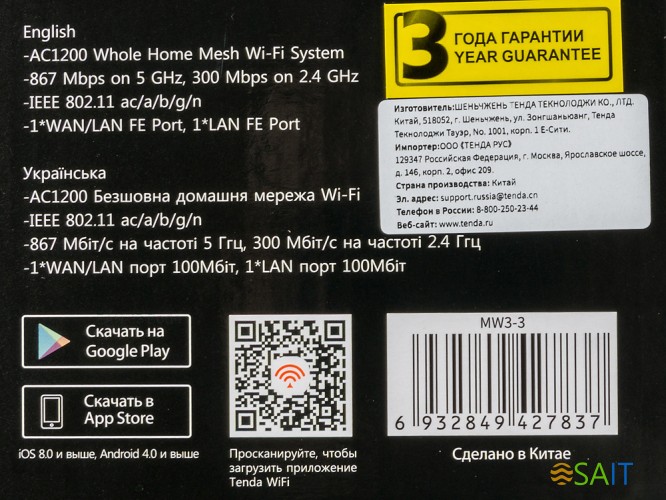 English
-AC1200 Whole Home Mesh Wi-Fi System
-867 Mbps on 5 GHz, 300 Mbps on 2.4 GHz
-IEEE 802.11 ac/a/b/g/n
-1*WAN/LAN FE Port, 1*LAN FE Port
Українська
-AC1200 Безшовна домашня мережа Wi-Fi
-IEEE 802.11 ac/a/b/g/n
-867 Мбіт/с на частоті 5 Ггц, 300 Мбіт/с на частоті 2.4 Ггц
-1*WAN/LAN порт 100Мбіт, 1*LAN порт 100Мбіт
3 ГОДА ГАРАНТИИ
YEAR GUARANTEE
Изготовитель:ШЕНЬЧЖЕНЬ ТЕНДА ТЕКНОЛОДЖИ КО., ЛТД.
Китай, 518052, г. Шеньчжень, ул. Зонгшаньюанг, Тенда
Текнолоджи Тауэр, No. 1001, корп. 1 Е-Сити.
Импортер:ООО《ТЕНДА РУС》
129347 Российская Федерация, г. Москва, Ярославское шоссе,
д. 146, корп. 2, офис 209.
Страна производства: Китай
Эл. адрес: support.russia@tenda.cn
Телефон в России: 8-800-250-23-44
Веб-сайт: www.tenda.ru
Скачать на
Google Play
Скачать в
App Store
iOS 8.0 и выше, Android 4.0 и выше
Просканируйте, чтобы
загрузить приложение
Tenda WiFi
MW3-3
6 932849 427837
Сделано в Китае
SAIT